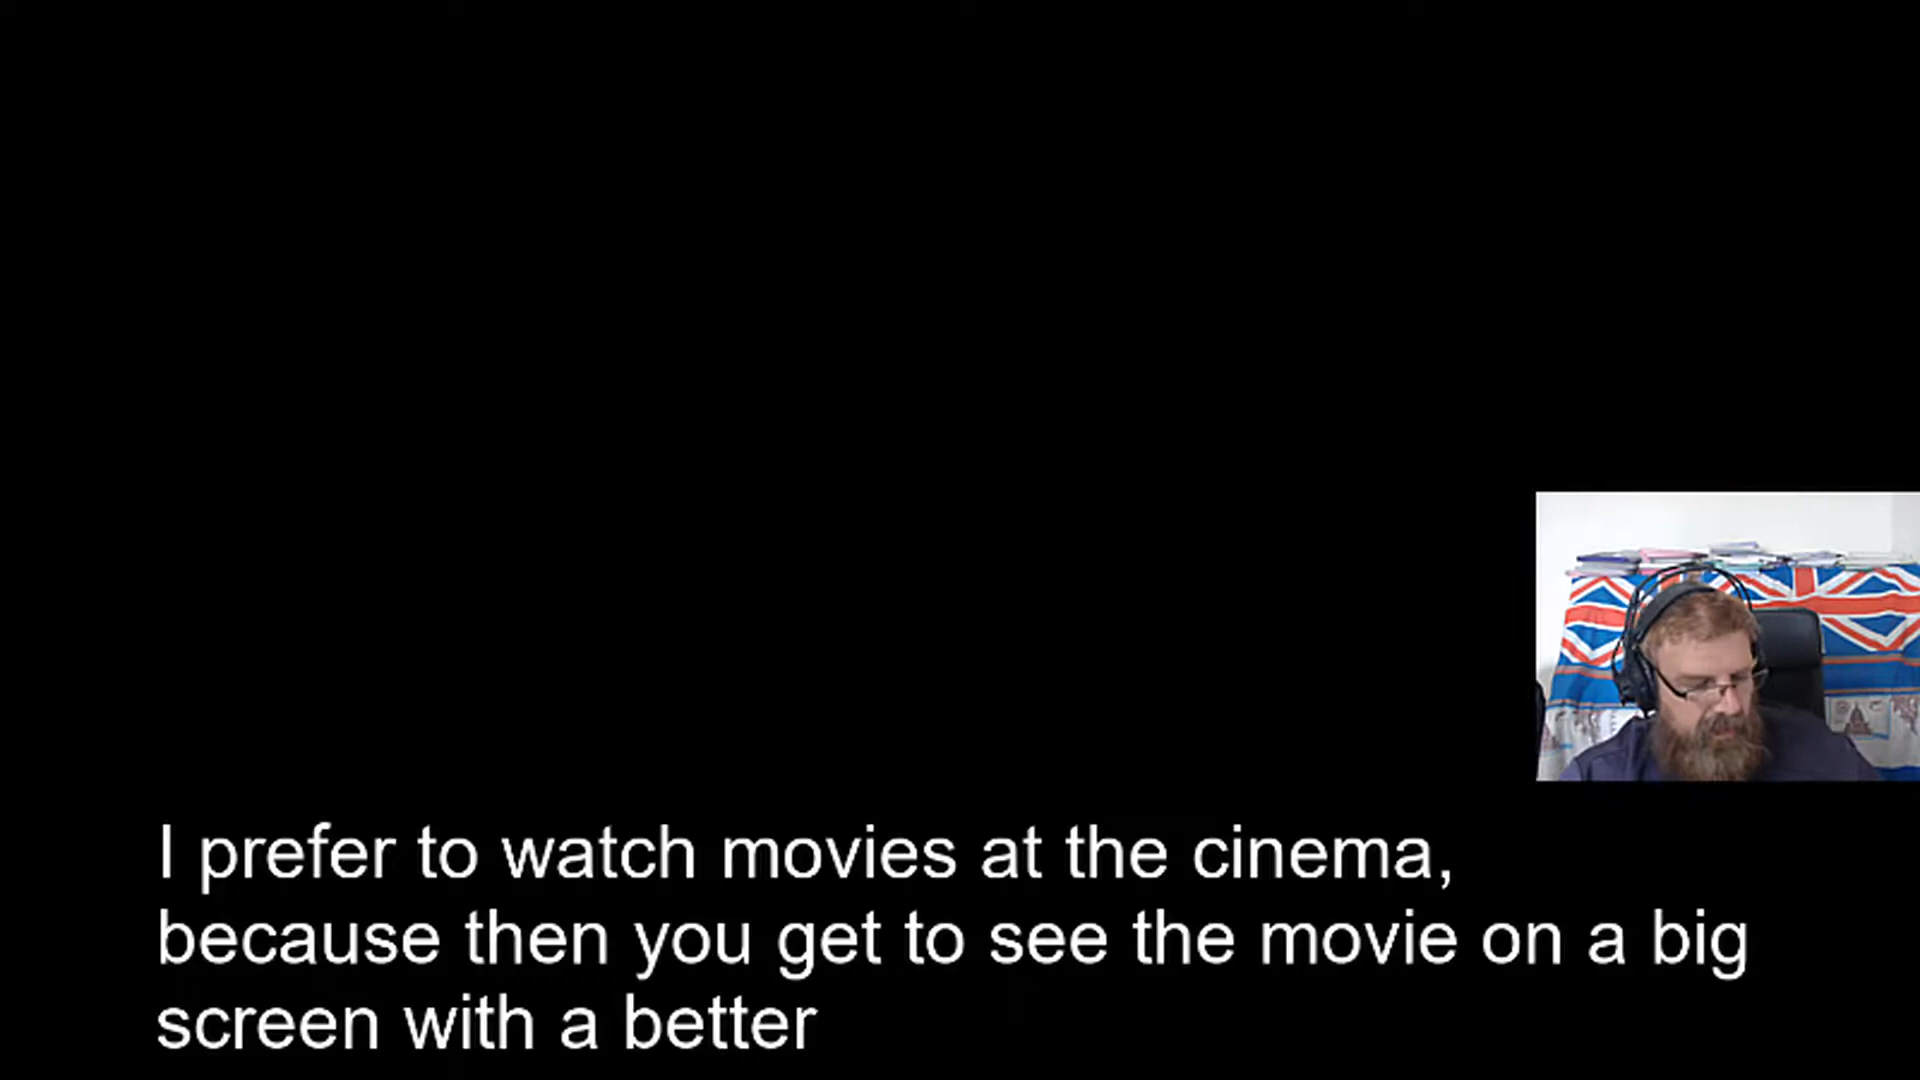 I prefer to watch movies at the cinema,
because then you get to see the movie on a big
screen with a better